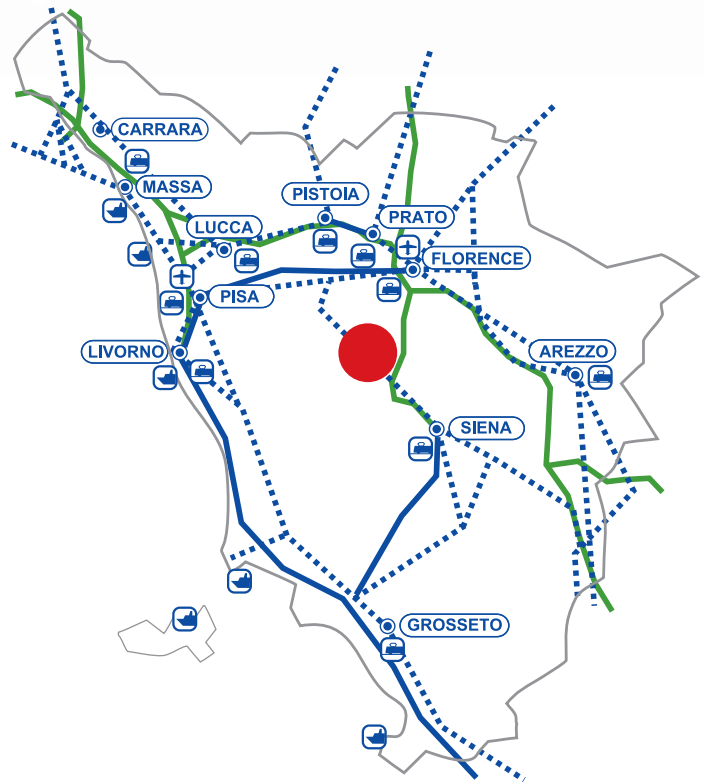 CARRARA
MASSA
PISTOIA
PRATO
LUCCA
FLORENCE
PISA
LIVORNO
AREZZO
SIENA
GROSSETO